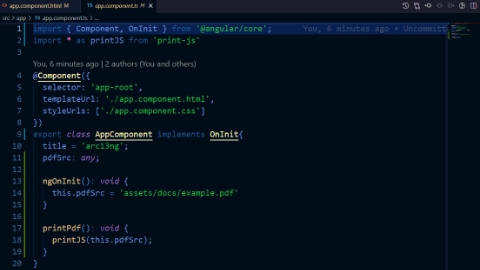 app.component.html M
app.component.ts M
src > app > app.component.ts ...
1 import { Component, OnInit } from '@angular/core'; You, 6 minutes ago • Uncommitt
2 import * as printJS from 'print-js'
3
You, 6 minutes ago | 2 authors (You and others)
4 @Component({
5 selector: 'app-root',
6 templateUrl: './app.component.html',
7 styleUrls: ['./app.component.css']
8 })
9 export class AppComponent implements OnInit{
10 title = 'arc13ng';
11 pdfSrc: any;
12
13 ngOnInit(): void {
14 this.pdfSrc = 'assets/docs/example.pdf'
15 }
16
17 printPdf(): void {
18 printJS(this.pdfSrc);
19 }
20 }